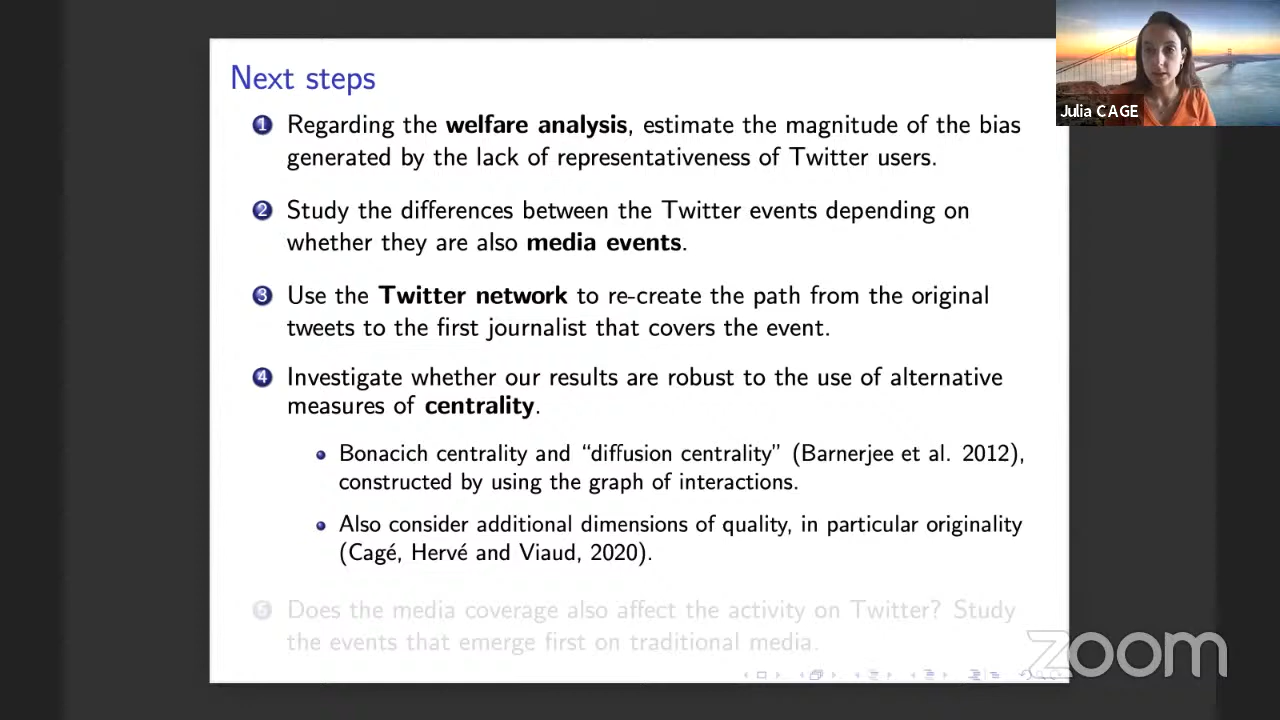 Next steps
1 Regarding the welfare analysis, estimate the magnitude of the bias
generated by the lack of representativeness of Twitter users.
2 Study the differences between the Twitter events depending on
whether they are also media events.
3 Use the Twitter network to re-create the path from the original
tweets to the first journalist that covers the event.
4 Investigate whether our results are robust to the use of alternative
measures of centrality.
Bonacich centrality and “diffusion centrality” (Barnerjee et al. 2012),
constructed by using the graph of interactions.
Also consider additional dimensions of quality, in particular originality
(Cagé, Hervé and Viaud, 2020).
5 Does the media coverage also affect the activity on Twitter? Study
the events that emerge first on traditional media.
Julia CAGE
zoom